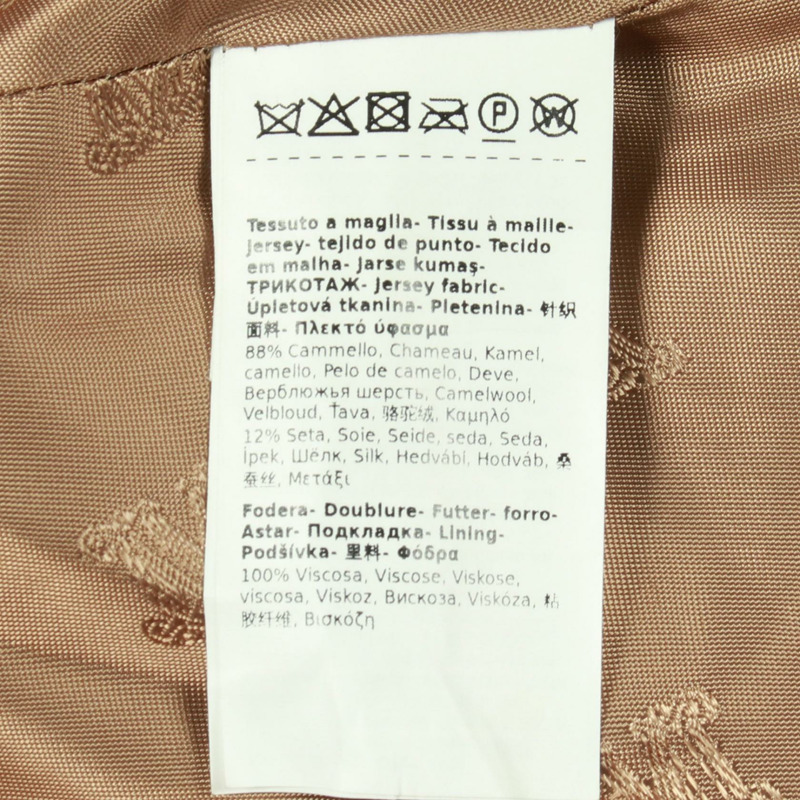 P W
Tessuto a maglia- Tissu à maille-
Jersey- tejido de punto- Tecido
em malha- Jarse kumaş-
ТРИКОТАЖ- Jersey fabric-
Úpletová tkanina- Pletenina- 针织
面料- Πλεκτό ύφασμα
88% Cammello, Chameau, Kamel,
camello, Pelo de camelo, Deve,
Верблюжья шерсть, Camelwool,
Velbloud, Ťava, 骆驼绒, Καμηλό
12% Seta, Soie, Seide, seda, Seda,
İpek, Шёлк, Silk, Hedvábí, Hodváb, 桑
蚕丝, Μετάξι
Fodera- Doublure- Futter- forro-
Astar- Подкладка- Lining-
Podšívka- 里料- Φόδρα
100% Viscosa, Viscose, Viskose,
viscosa, Viskoz, Вискоза, Viskóza, 粘
胶纤维, Βισκόζη